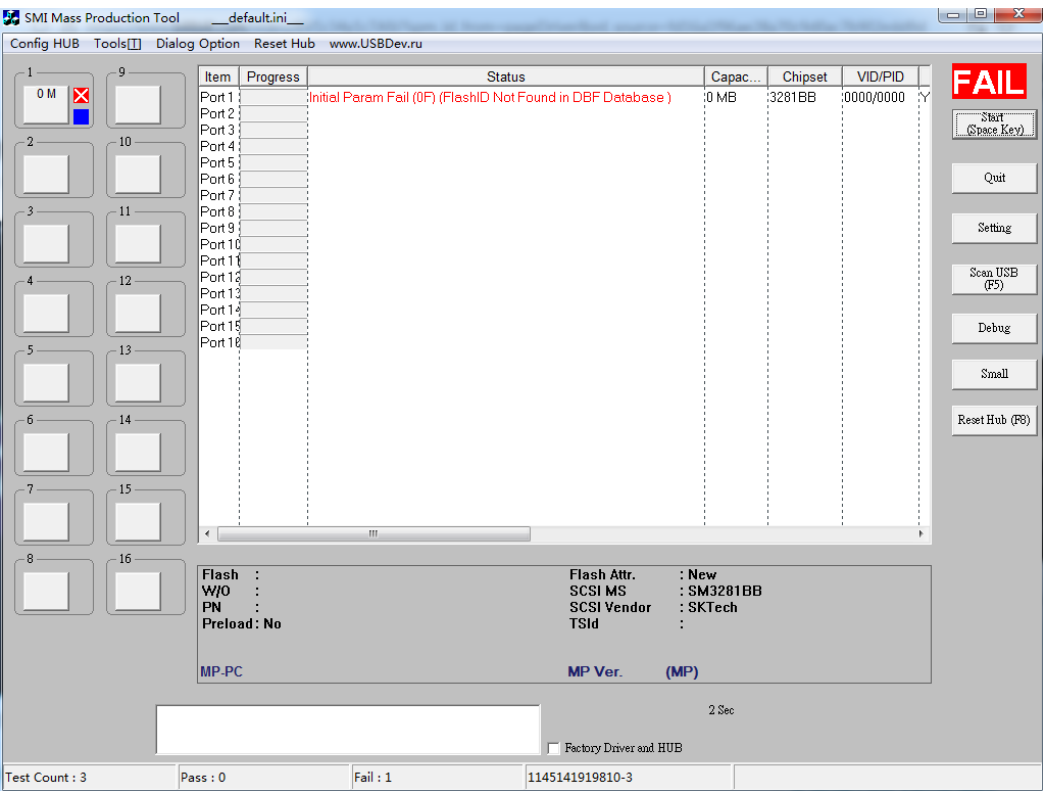 SMI Mass Production Tool ___default.ini___
Config HUB Tools[T] Dialog Option Reset Hub www.USBDev.ru
1 9
0 M
2 10
3 11
4 12
5 13
6 14
7 15
8 16
Item Progress Status Capac... Chipset VID/PID
Port 1 Initial Param Fail (0F) (FlashID Not Found in DBF Database ) 0 MB 3281BB 0000/0000 Y
Port 2
Port 3
Port 4
Port 5
Port 6
Port 7
Port 8
Port 9
Port 10
Port 11
Port 12
Port 13
Port 14
Port 15
Port 16
FAIL
Start
(Space Key)
Quit
Setting
Scan USB
(F5)
Debug
Small
Reset Hub (F8)
Flash : Flash Attr. : New
W/O : SCSI MS : SM3281BB
PN : SCSI Vendor : SKTech
Preload : No TSId :
MP-PC MP Ver. (MP)
2 Sec
Factory Driver and HUB
Test Count : 3 Pass : 0 Fail : 1 1145141919810-3